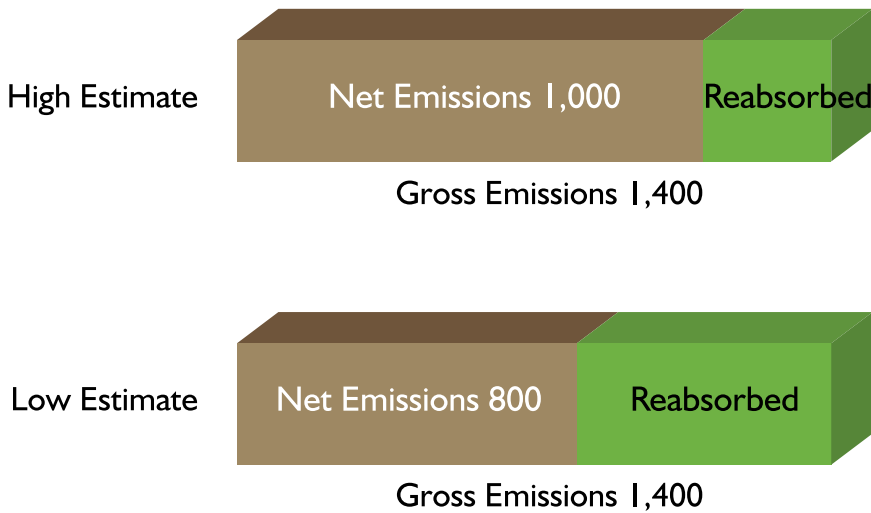 High Estimate
Net Emissions 1,000
Reabsorbed
Gross Emissions 1,400
Low Estimate
Net Emissions 800
Reabsorbed
Gross Emissions 1,400